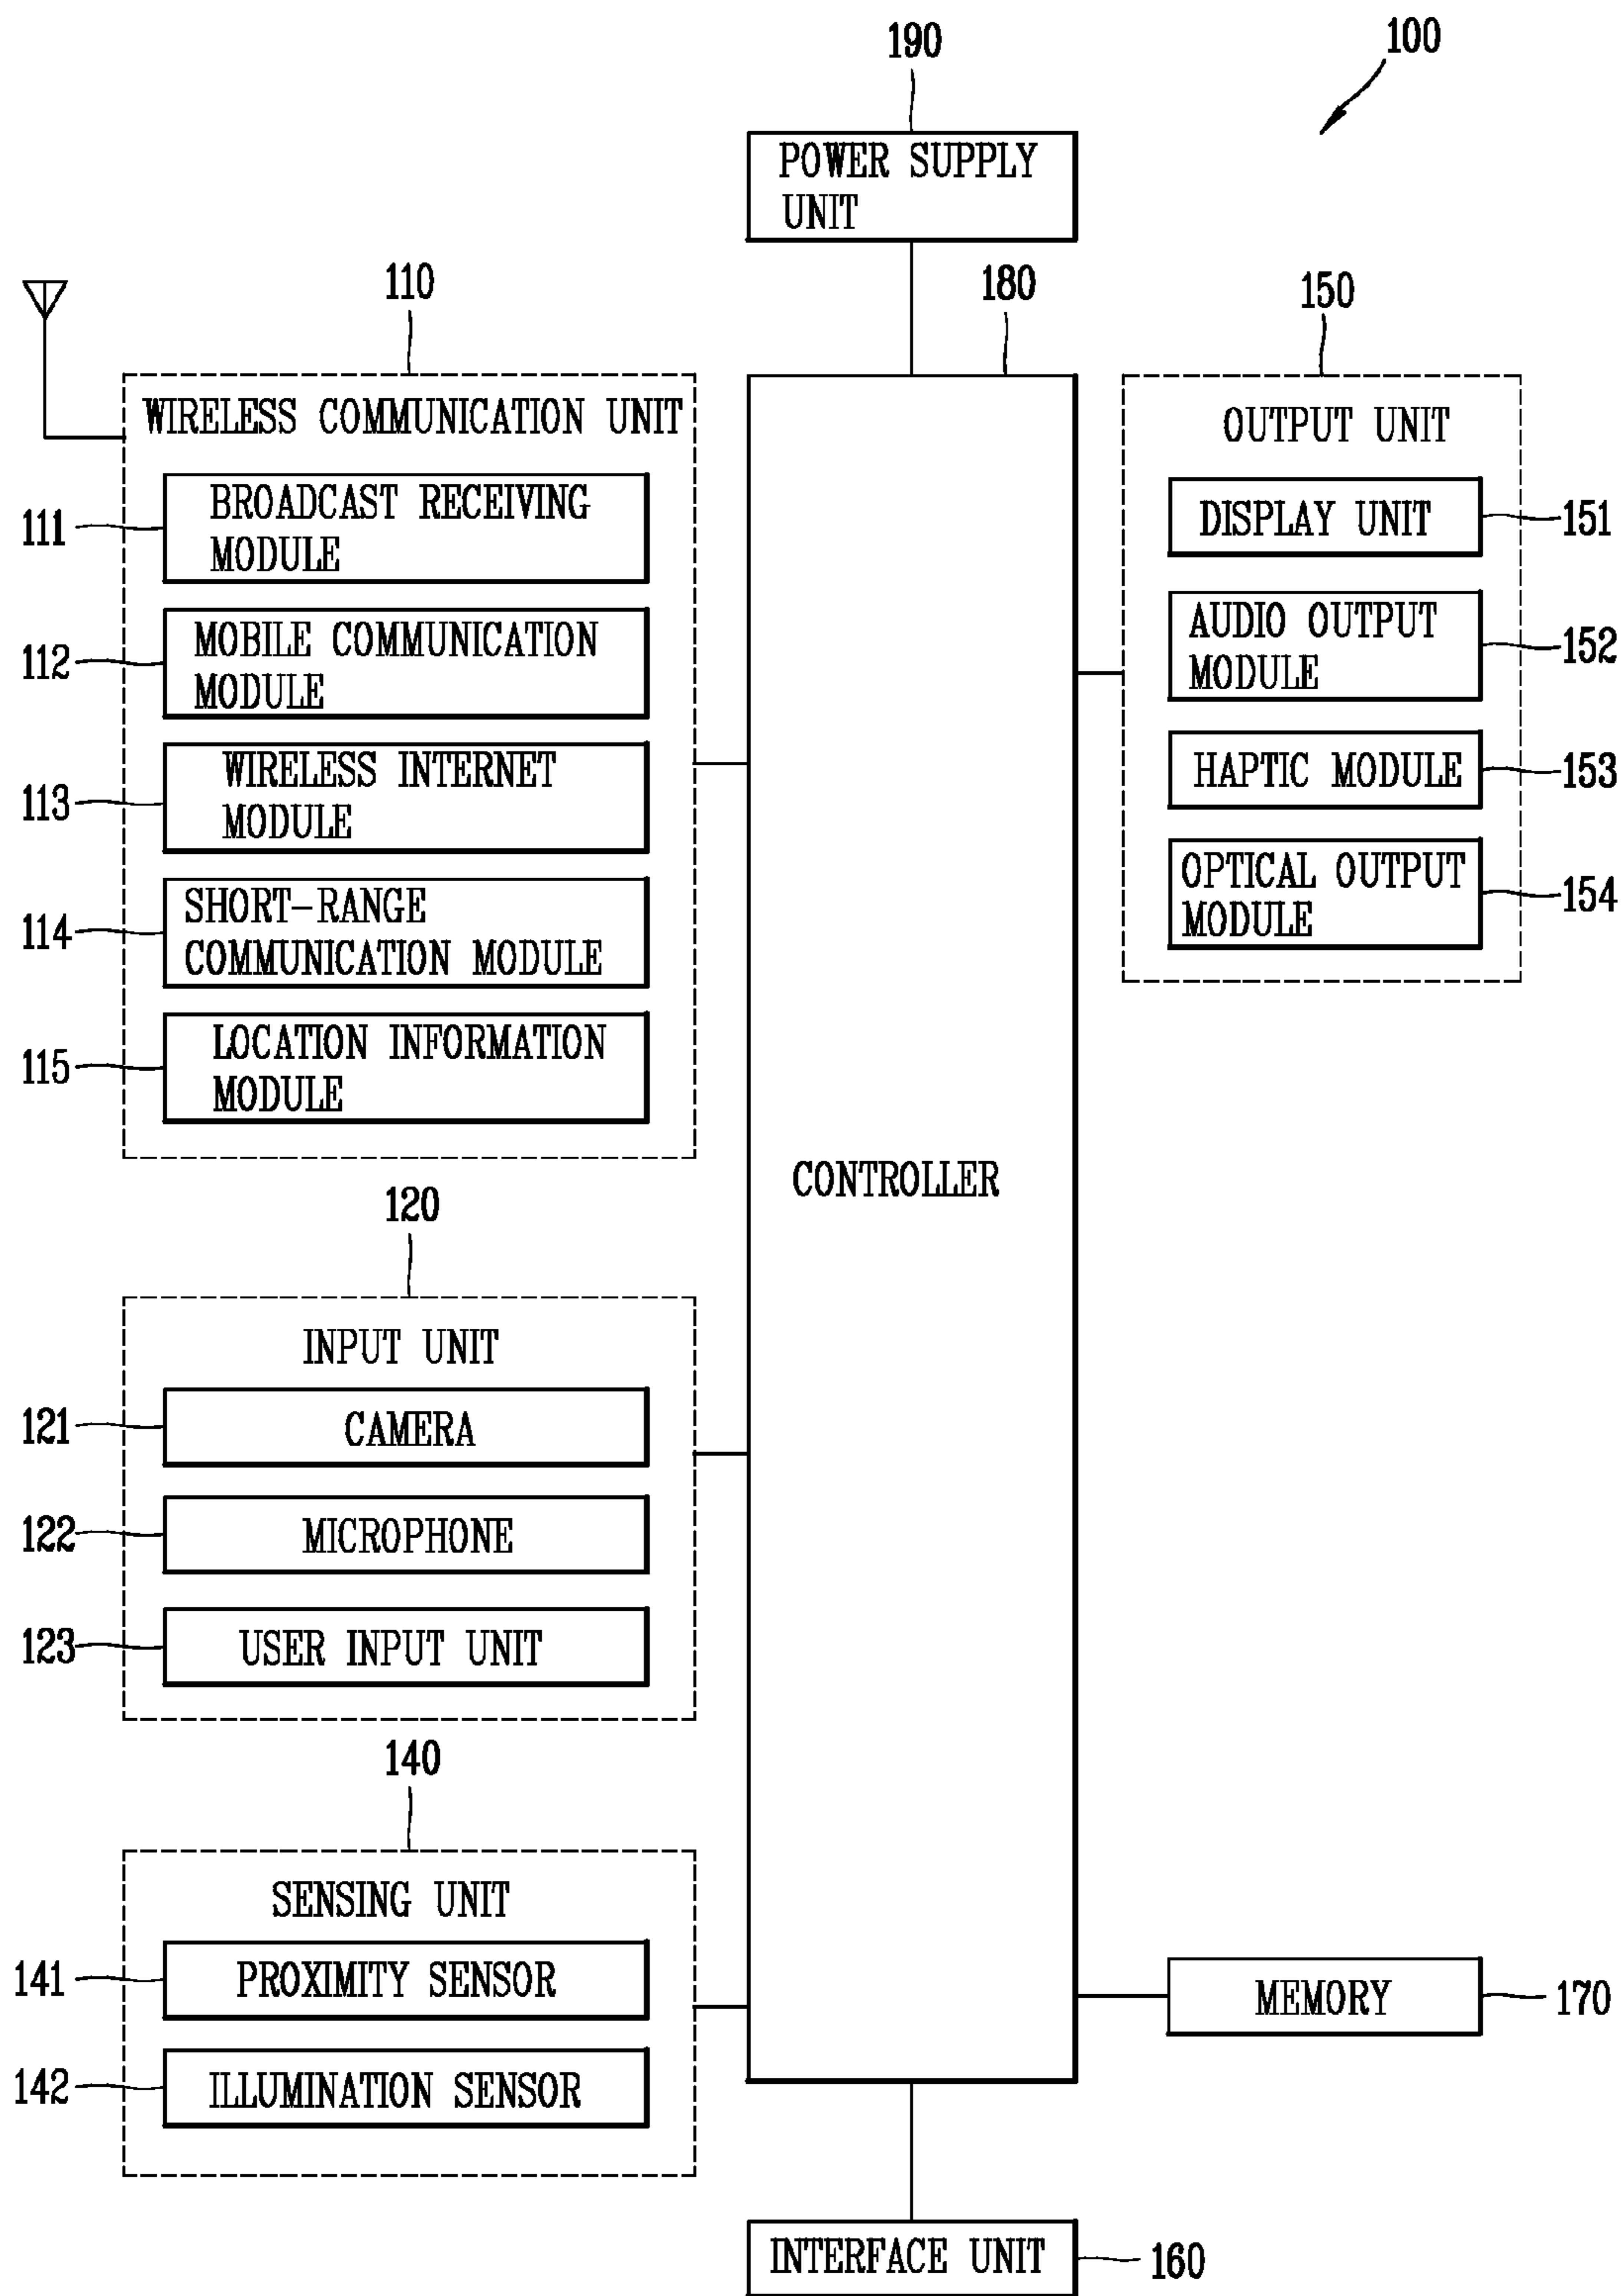 190
100
POWER SUPPLY
UNIT
110
180
150
WIRELESS COMMUNICATION UNIT
111
BROADCAST RECEIVING
MODULE
112
MOBILE COMMUNICATION
MODULE
113
WIRELESS INTERNET
MODULE
114
SHORT-RANGE
COMMUNICATION MODULE
115
LOCATION INFORMATION
MODULE
OUTPUT UNIT
DISPLAY UNIT
151
AUDIO OUTPUT
MODULE
152
HAPTIC MODULE
153
OPTICAL OUTPUT
MODULE
154
CONTROLLER
120
INPUT UNIT
121
CAMERA
122
MICROPHONE
123
USER INPUT UNIT
140
SENSING UNIT
141
PROXIMITY SENSOR
142
ILLUMINATION SENSOR
MEMORY
170
INTERFACE UNIT
160